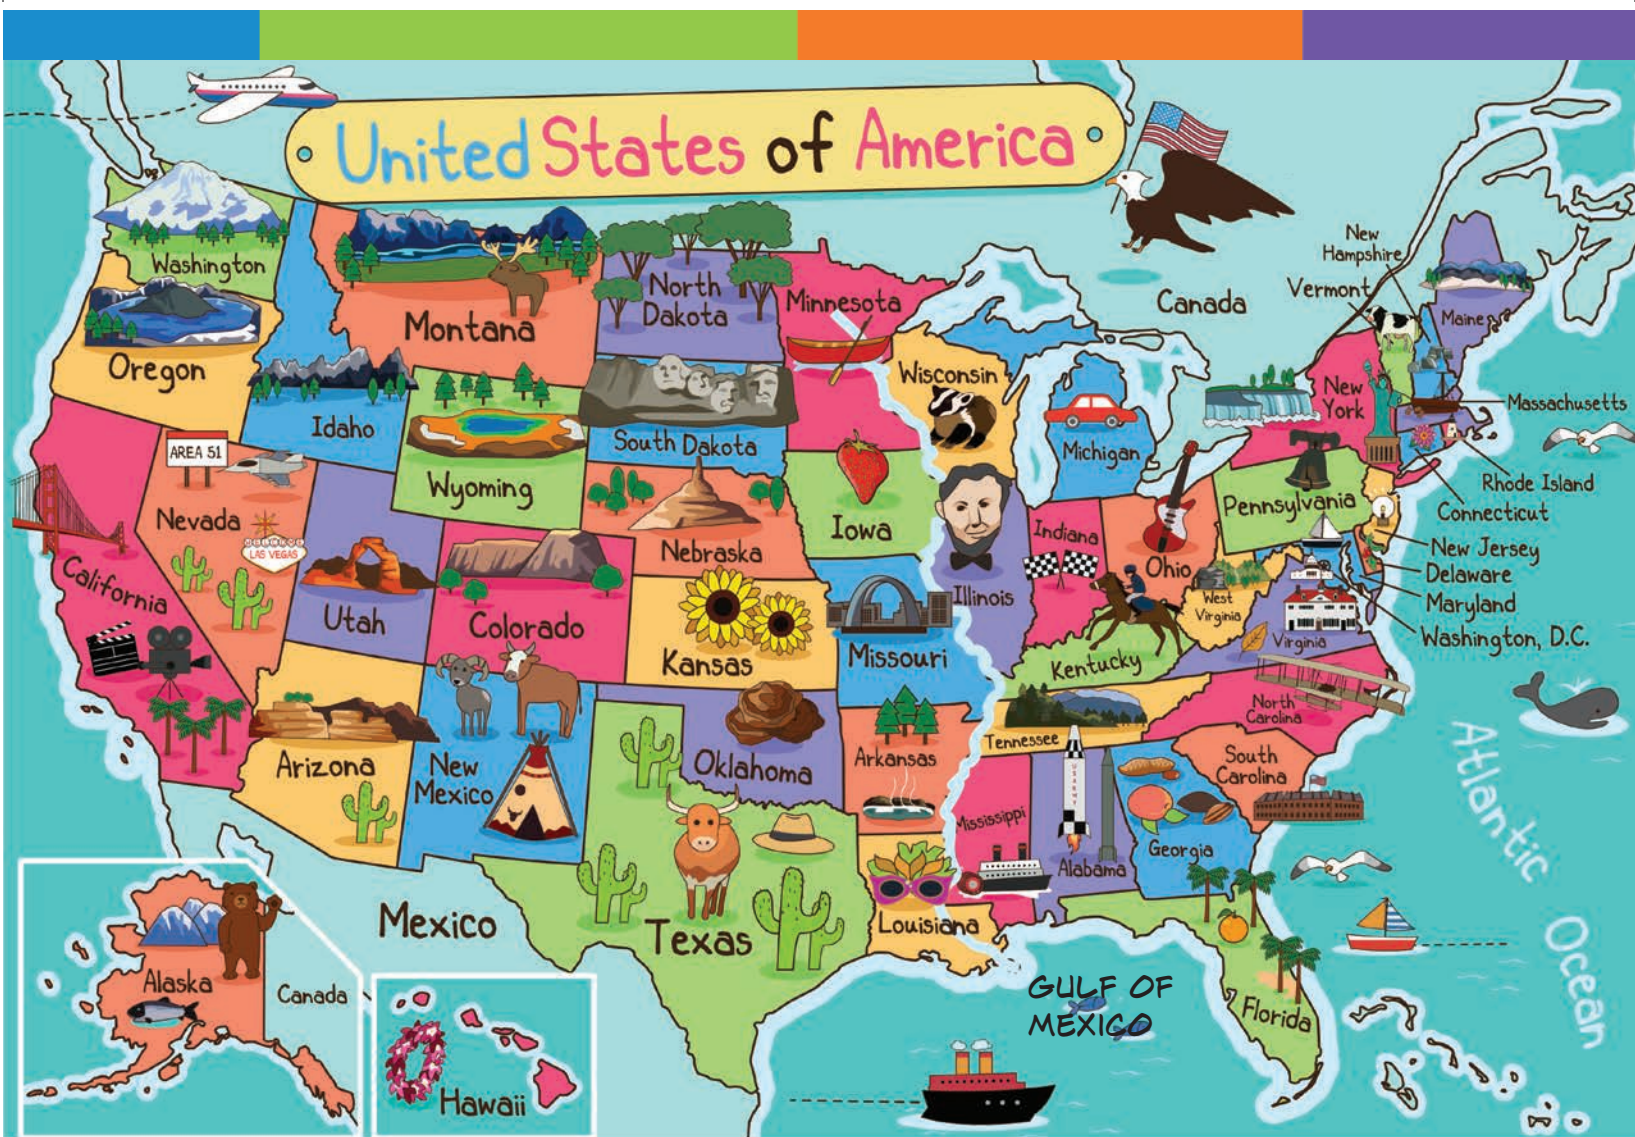 United States of America
Washington
Oregon
Montana
North
Dakota
Minnesota
Canada
New
Hampshire
Vermont
Maine
Idaho
Wyoming
South Dakota
Wisconsin
Michigan
New
York
Massachusetts
Rhode Island
Connecticut
New Jersey
Delaware
Maryland
Washington, D.C.
AREA 51
Nevada
WELCOME
LAS VEGAS
California
Utah
Colorado
Nebraska
Iowa
Kansas
Missouri
Illinois
Indiana
Ohio
Pennsylvania
West
Virginia
Virginia
Kentucky
North
Carolina
Tennessee
South
Carolina
Arizona
New
Mexico
Oklahoma
Arkansas
Mississippi
US ARMY
Alabama
Georgia
Texas
Louisiana
Florida
Mexico
Alaska
Canada
Hawaii
GULF OF
MEXICO
Atlantic
Ocean